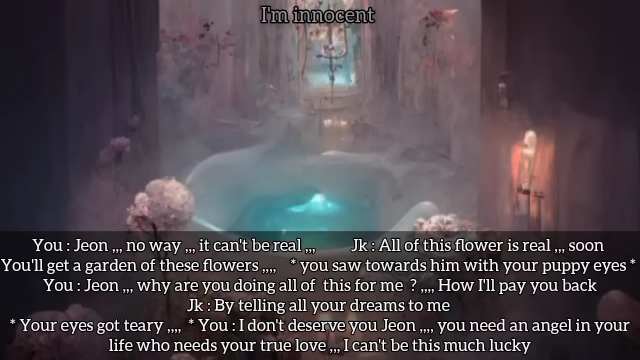 I'm innocent
You : Jeon ,,, no way ,,, it can't be real ,,, Jk : All of this flower is real ,,, soon
You'll get a garden of these flowers ,,,, * you saw towards him with your puppy eyes *
You : Jeon ,,, why are you doing all of this for me ? ,,,, How I'll pay you back
Jk : By telling all your dreams to me
* Your eyes got teary ,,,, * You : I don't deserve you Jeon ,,,, you need an angel in your
life who needs your true love ,,, I can't be this much lucky